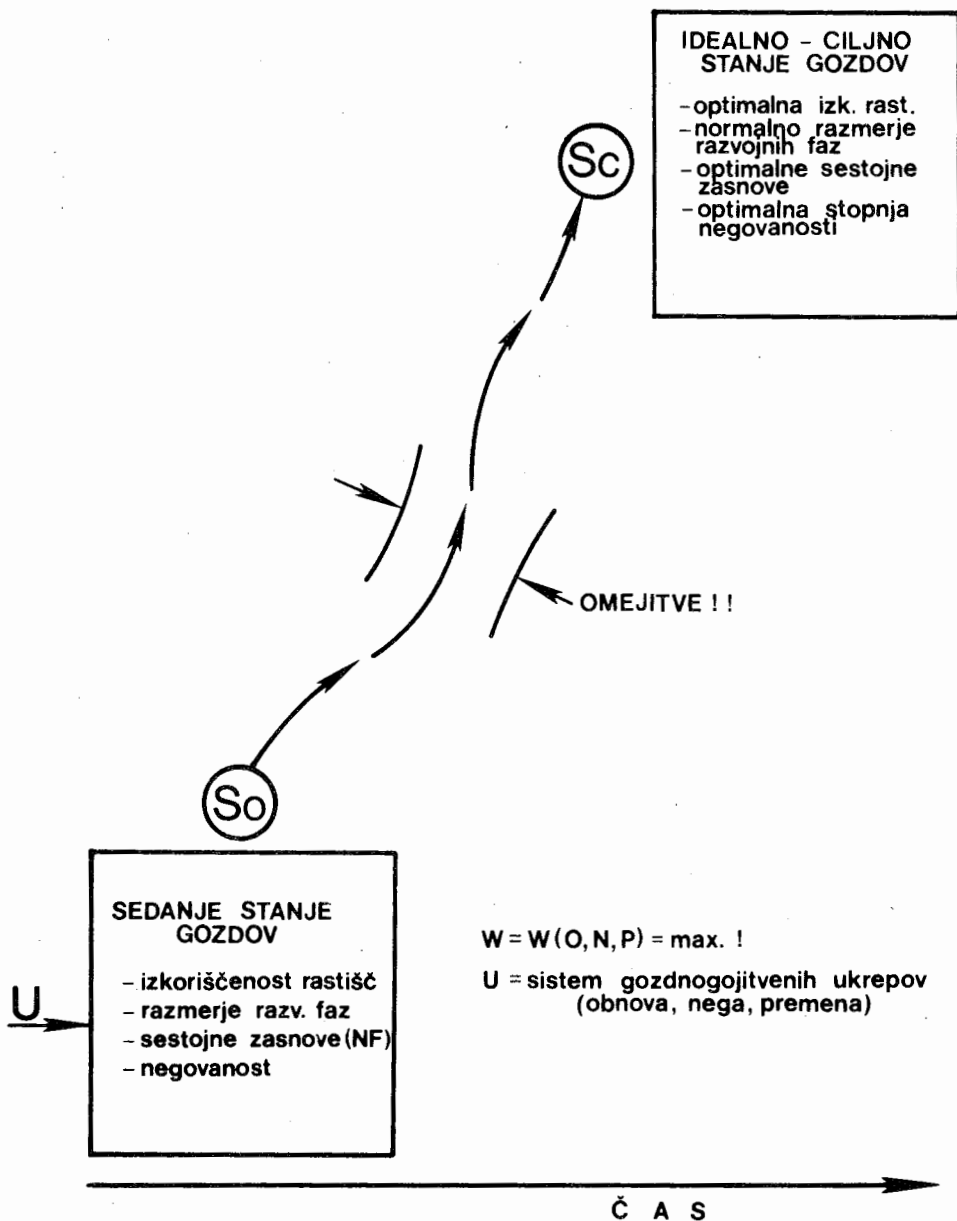 IDEALNO - CILJNO
STANJE GOZDOV
- optimalna izk. rast.
- normalno razmerje
razvojnih faz
- optimalne sestojne
zasnove
- optimalna stopnja
negovanosti
Sc
OMEJITVE ! !
So
SEDANJE STANJE
GOZDOV
- izkoriščenost rastišč
- razmerje razv. faz
- sestojne zasnove (NF)
- negovanost
U
W = W (O, N, P) = max. !
U = sistem gozdnogojitvenih ukrepov
(obnova, nega, premena)
Č A S